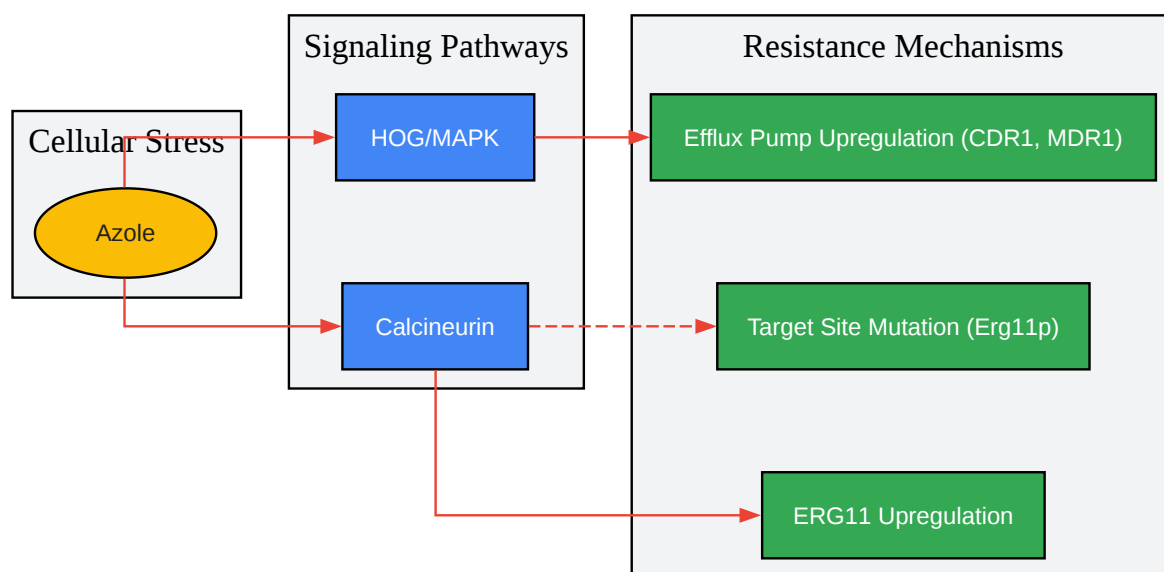 Signaling Pathways
Resistance Mechanisms
Cellular Stress
HOG/MAPK
Efflux Pump Upregulation (CDR1, MDR1)
Azole
Calcineurin
Target Site Mutation (Erg11p)
ERG11 Upregulation